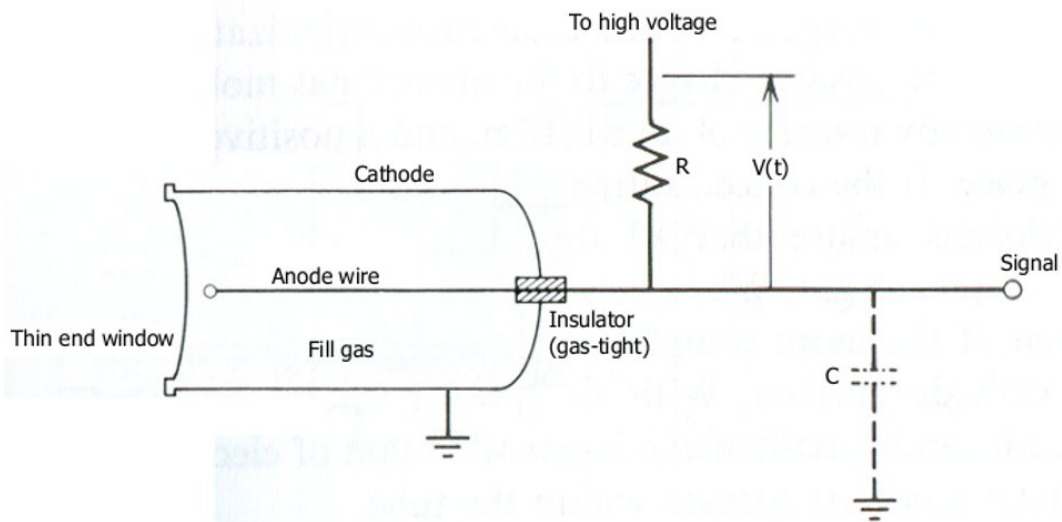 To high voltage
R
V(t)
Cathode
Anode wire
Signal
Thin end window
Insulator
(gas-tight)
Fill gas
C